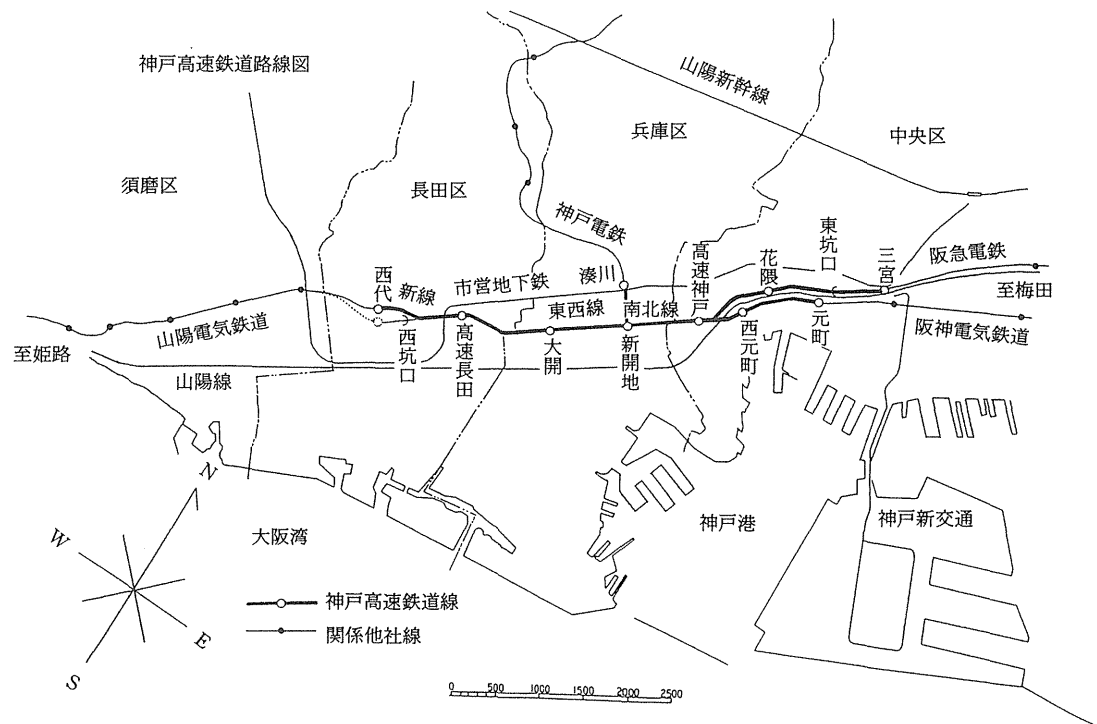 神戸高速鉄道路線図
山陽新幹線
兵庫区
中央区
須磨区
長田区
神戸電鉄
東坑口
高速神戸
花隈
三宮
阪急電鉄
湊川
西代
新線
市営地下鉄
至梅田
東西線
南北線
山陽電気鉄道
西坑口
高速長田
大開
新開地
西元町
元町
阪神電気鉄道
至姫路
山陽線
N
大阪湾
神戸港
神戸新交通
W
E
S
神戸高速鉄道線
関係他社線
0 500 1000 1500 2000 2500